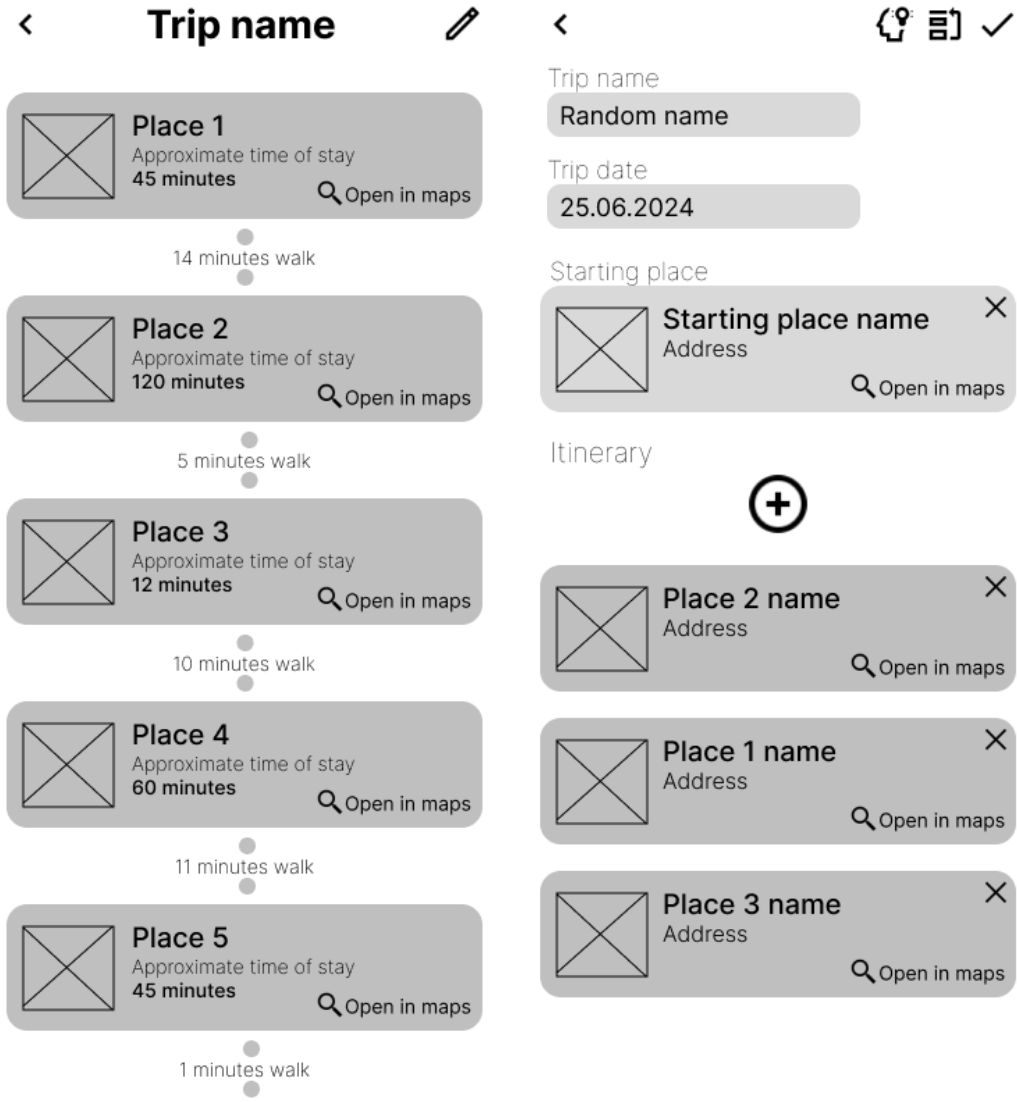 Trip name
Place 1
Approximate time of stay
45 minutes
Open in maps
14 minutes walk
Place 2
Approximate time of stay
120 minutes
Open in maps
5 minutes walk
Place 3
Approximate time of stay
12 minutes
Open in maps
10 minutes walk
Place 4
Approximate time of stay
60 minutes
Open in maps
11 minutes walk
Place 5
Approximate time of stay
45 minutes
Open in maps
1 minutes walk
Trip name
Random name
Trip date
25.06.2024
Starting place
Starting place name
Address
Open in maps
Itinerary
Place 2 name
Address
Open in maps
Place 1 name
Address
Open in maps
Place 3 name
Address
Open in maps